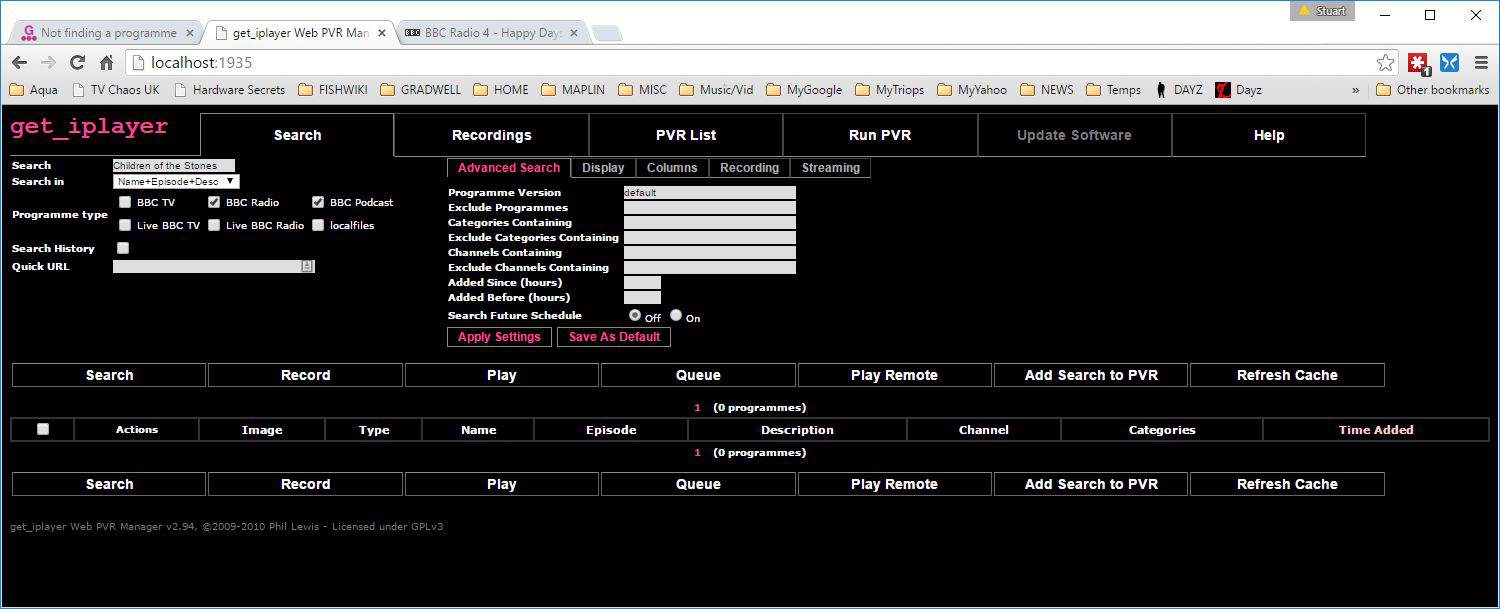 Stuart
Not finding a programme
get_iplayer Web PVR Man
BBC BBC Radio 4 - Happy Day
localhost:1935
1
Aqua TV Chaos UK Hardware Secrets FISHWIKI GRADWELL HOME MAPLIN MISC Music/Vid MyGoogle MyTriops MyYahoo NEWS Temps DAYZ Dayz » Other bookmarks
get_iplayer
Search Recordings PVR List Run PVR Update Software Help
Search Children of the Stones
Search in Name+Episode+Desc
Programme type
BBC TV BBC Radio BBC Podcast
Live BBC TV Live BBC Radio localfiles
Search History
Quick URL
Advanced Search Display Columns Recording Streaming
Programme Version default
Exclude Programmes
Categories Containing
Exclude Categories Containing
Channels Containing
Exclude Channels Containing
Added Since (hours)
Added Before (hours)
Search Future Schedule Off On
Apply Settings Save As Default
Search Record Play Queue Play Remote Add Search to PVR Refresh Cache
1 (0 programmes)
Actions Image Type Name Episode Description Channel Categories Time Added
1 (0 programmes)
Search Record Play Queue Play Remote Add Search to PVR Refresh Cache
get_iplayer Web PVR Manager v2.94, ©2009-2010 Phil Lewis - Licensed under GPLv3